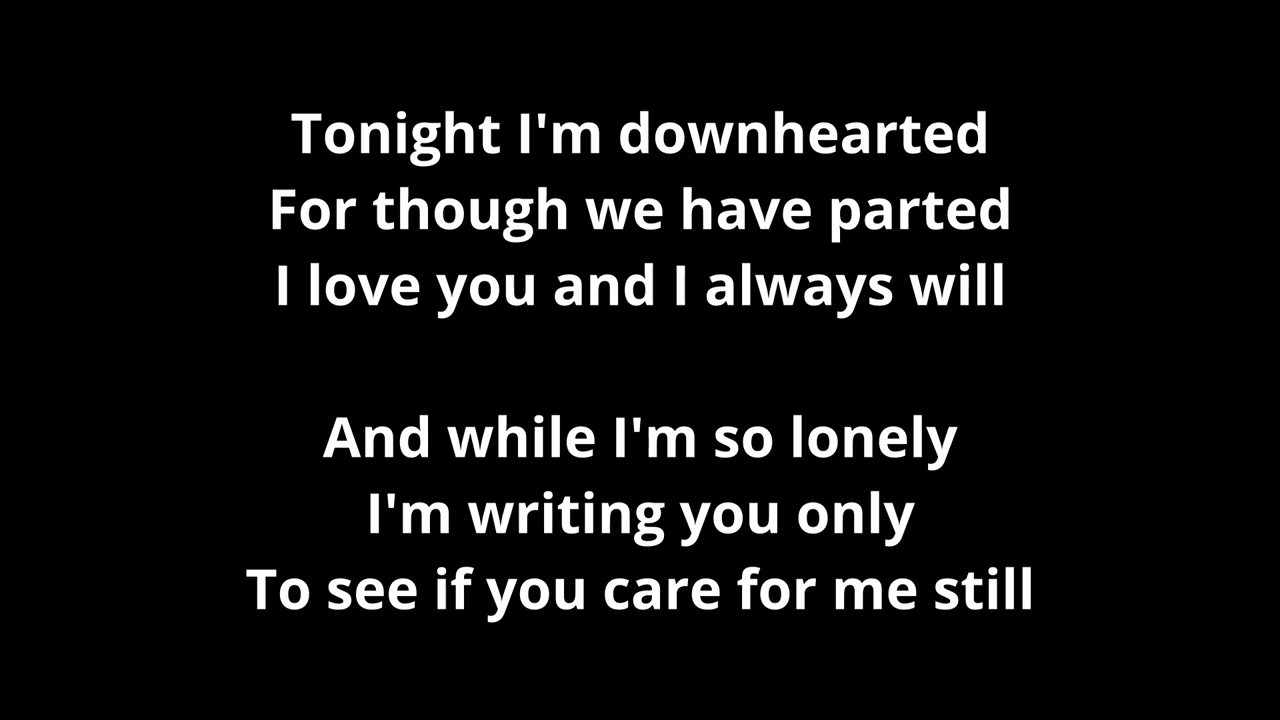 Tonight I'm downhearted
For though we have parted
I love you and I always will
And while I'm so lonely
I'm writing you only
To see if you care for me still